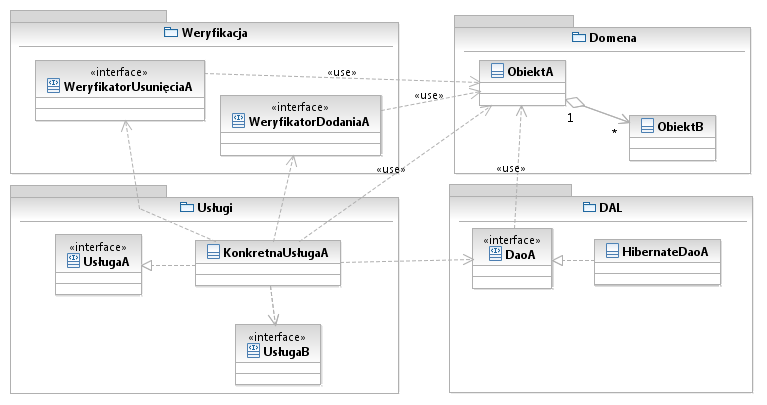 Weryfikacja
«interface»
WeryfikatorUsunięciaA
«interface»
WeryfikatorDodaniaA
«use»
«use»
«use»
Domena
ObiektA
1
*
ObiektB
Usługi
«interface»
UsługaA
KonkretnaUsługaA
«interface»
UsługaB
«use»
DAL
«interface»
DaoA
HibernateDaoA